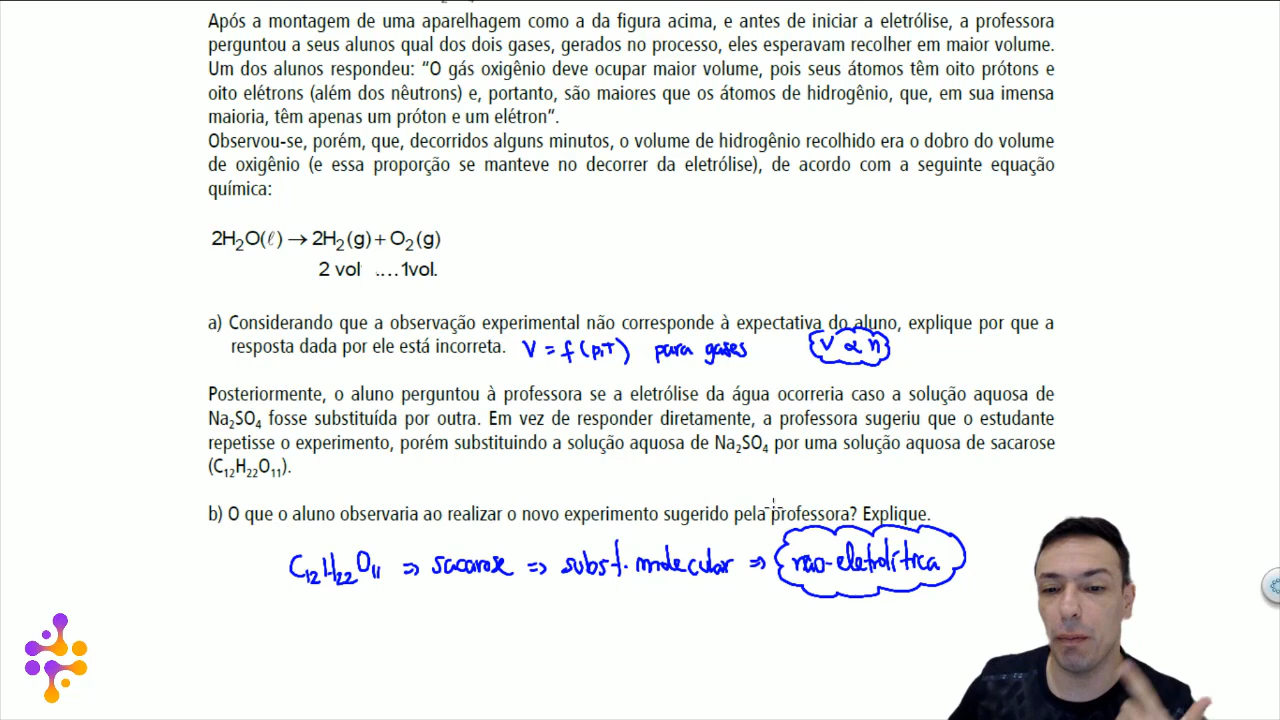 Após a montagem de uma aparelhagem como a da figura acima, e antes de iniciar a eletrólise, a professora
perguntou a seus alunos qual dos dois gases, gerados no processo, eles esperavam recolher em maior volume.
Um dos alunos respondeu: “O gás oxigênio deve ocupar maior volume, pois seus átomos têm oito prótons e
oito elétrons (além dos nêutrons) e, portanto, são maiores que os átomos de hidrogênio, que, em sua imensa
maioria, têm apenas um próton e um elétron”.
Observou-se, porém, que, decorridos alguns minutos, o volume de hidrogênio recolhido era o dobro do volume
de oxigênio (e essa proporção se manteve no decorrer da eletrólise), de acordo com a seguinte equação
química:
2H₂O(ℓ) → 2H₂(g) + O₂(g)
2 vol ....1vol.
a) Considerando que a observação experimental não corresponde à expectativa do aluno, explique por que a
resposta dada por ele está incorreta. V = f(p,T) para gases V ∝ n
Posteriormente, o aluno perguntou à professora se a eletrólise da água ocorreria caso a solução aquosa de
Na₂SO₄ fosse substituída por outra. Em vez de responder diretamente, a professora sugeriu que o estudante
repetisse o experimento, porém substituindo a solução aquosa de Na₂SO₄ por uma solução aquosa de sacarose
(C₁₂H₂₂O₁₁).
b) O que o aluno observaria ao realizar o novo experimento sugerido pela professora? Explique.
C₁₂H₂₂O₁₁ ⇒ sacarose ⇒ subst. molecular ⇒ não-eletrolítica